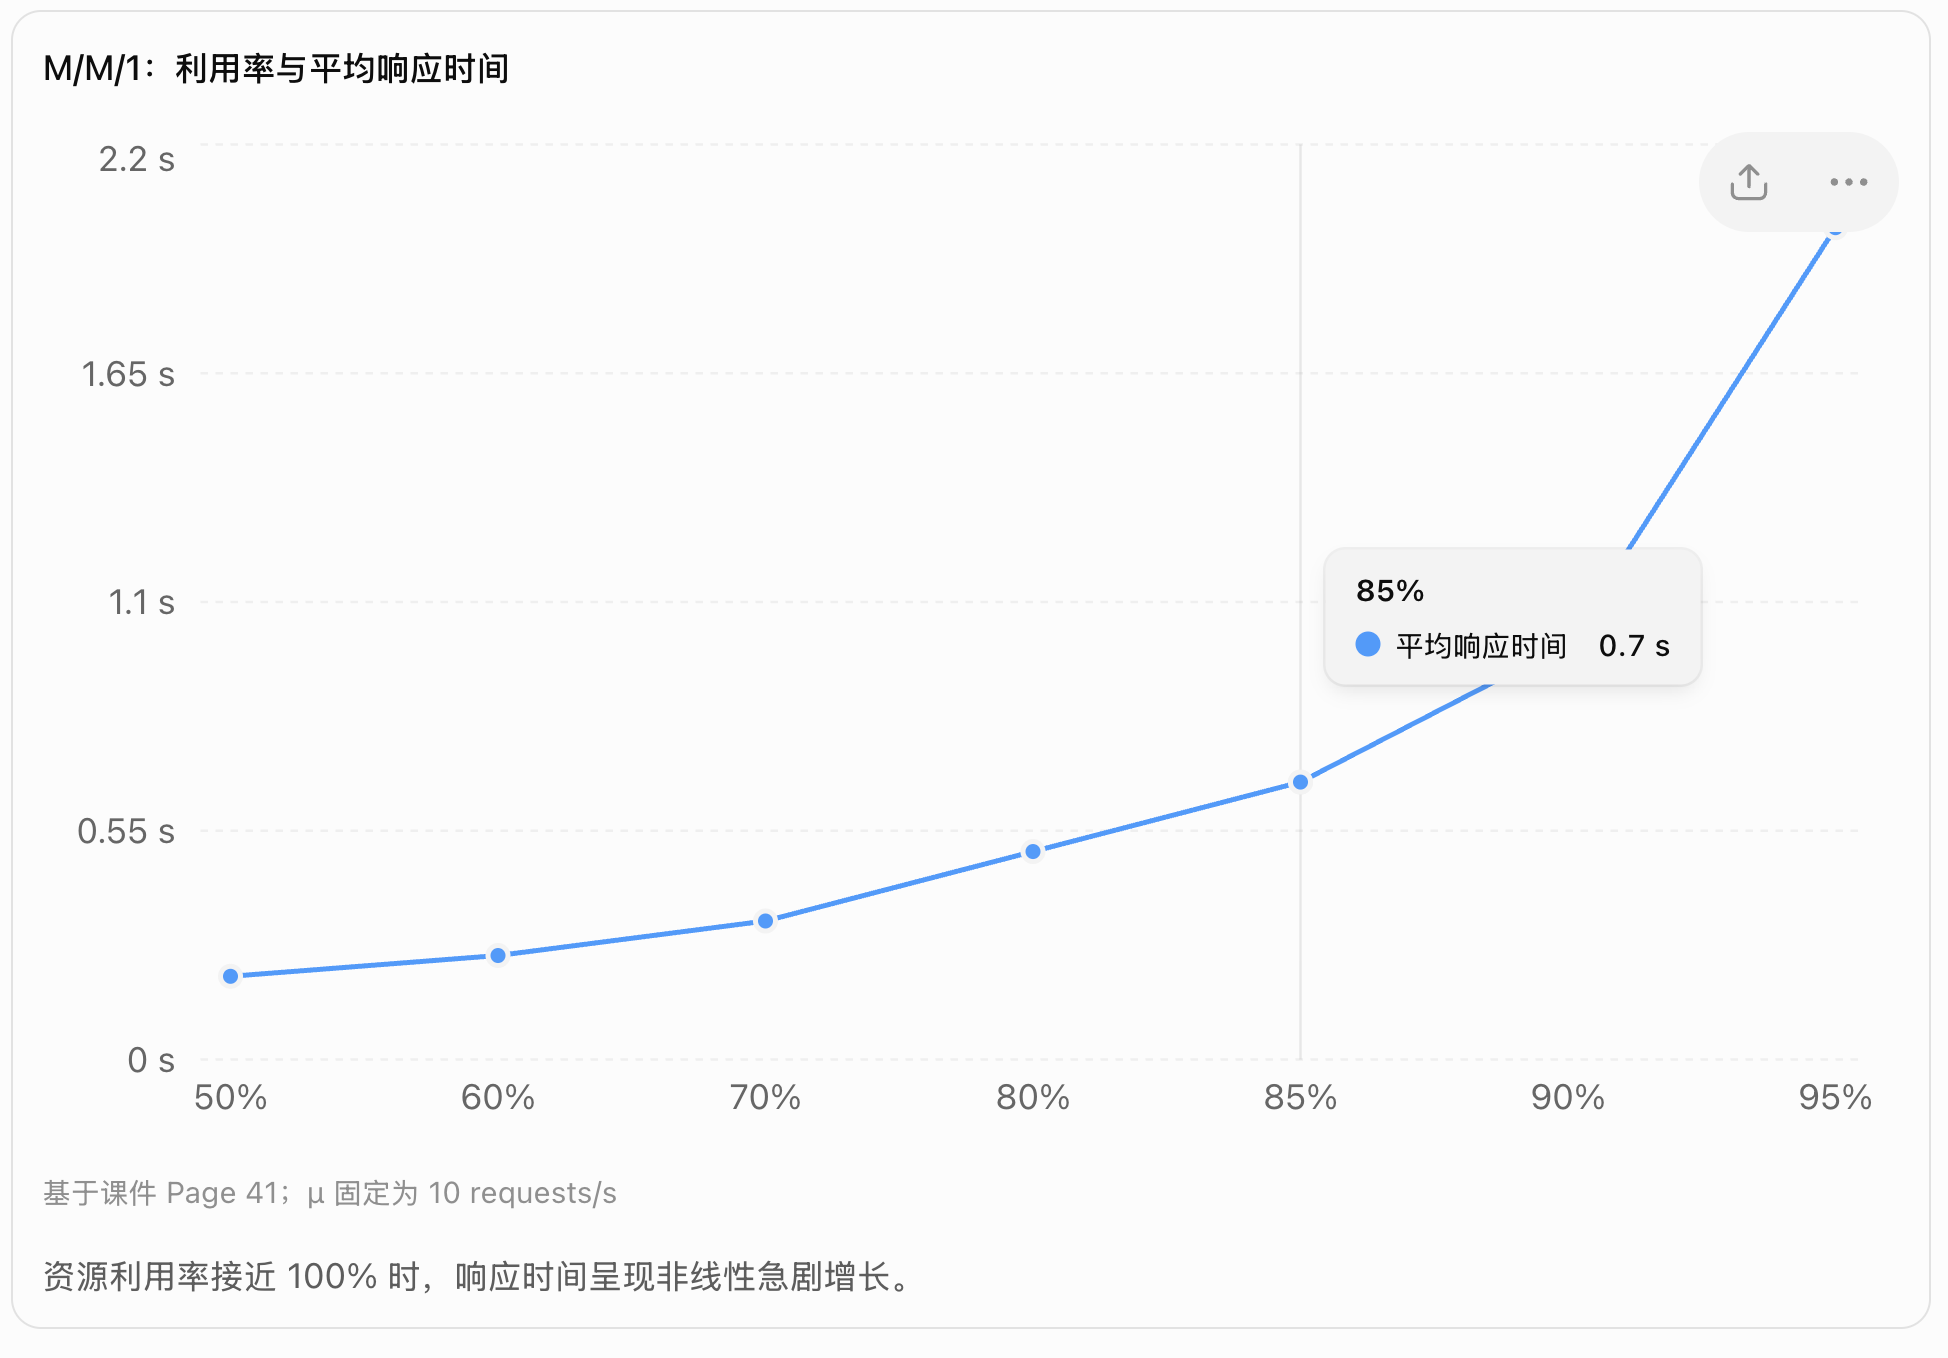 M/M/1：利用率与平均响应时间
2.2 s
1.65 s
1.1 s
0.55 s
0 s
85%
平均响应时间 0.7 s
50% 60% 70% 80% 85% 90% 95%
基于课件 Page 41；μ 固定为 10 requests/s
资源利用率接近 100% 时，响应时间呈现非线性急剧增长。